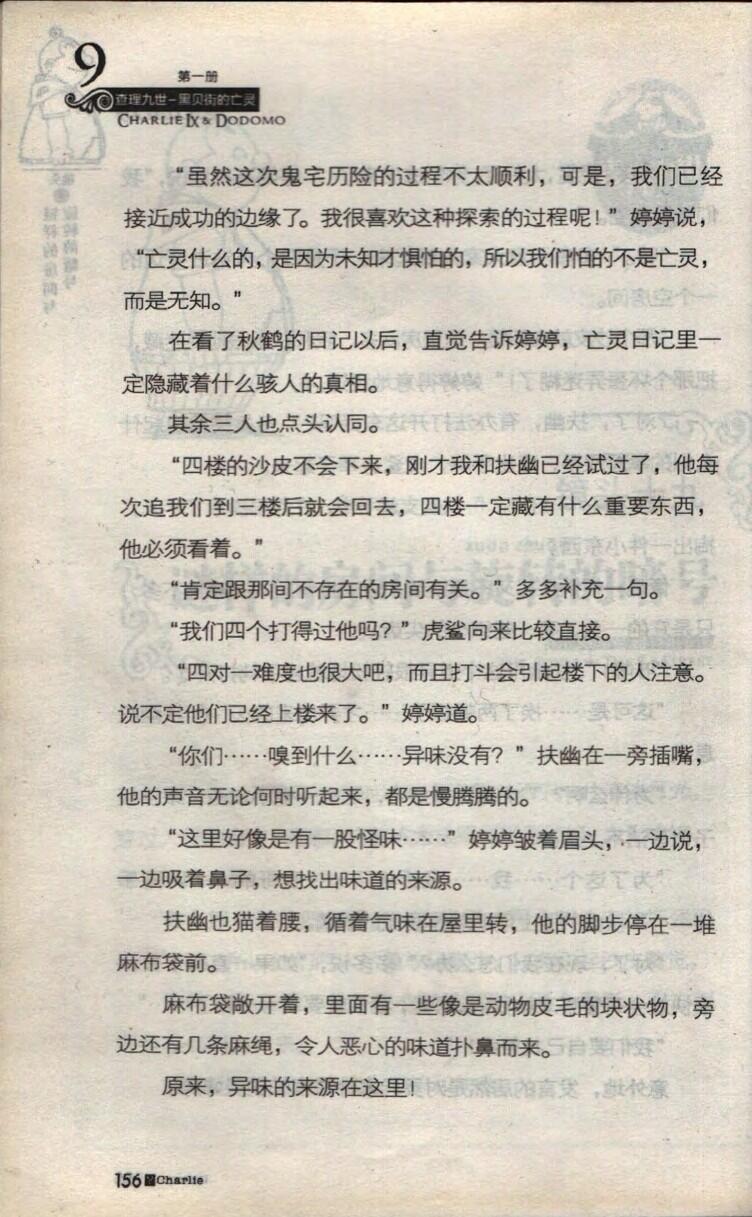 9
第一册
查理九世-黑贝街的亡灵
CHARLIE IX & DODOMO
“虽然这次鬼宅历险的过程不太顺利，可是，我们已经
接近成功的边缘了。我很喜欢这种探索的过程呢！”婷婷说，
“亡灵什么的，是因为未知才惧怕的，所以我们怕的不是亡灵，
而是无知。”
在看了秋鹤的日记以后，直觉告诉婷婷，亡灵日记里一
定隐藏着什么骇人的真相。
其余三人也点头认同。
“四楼的沙皮不会下来，刚才我和扶幽已经试过了，他每
次追我们到三楼后就会回去，四楼一定藏有什么重要东西，
他必须看着。”
“肯定跟那间不存在的房间有关。”多多补充一句。
“我们四个打得过他吗？”虎鲨向来比较直接。
“四对一难度也很大吧，而且打斗会引起楼下的人注意。
说不定他们已经上楼来了。”婷婷道。
“你们……嗅到什么……异味没有？”扶幽在一旁插嘴，
他的声音无论何时听起来，都是慢腾腾的。
“这里好像是有一股怪味……”婷婷皱着眉头，一边说，
一边吸着鼻子，想找出味道的来源。
扶幽也猫着腰，循着气味在屋里转，他的脚步停在一堆
麻布袋前。
麻布袋敞开着，里面有一些像是动物皮毛的块状物，旁
边还有几条麻绳，令人恶心的味道扑鼻而来。
原来，异味的来源在这里！
156 Charlie